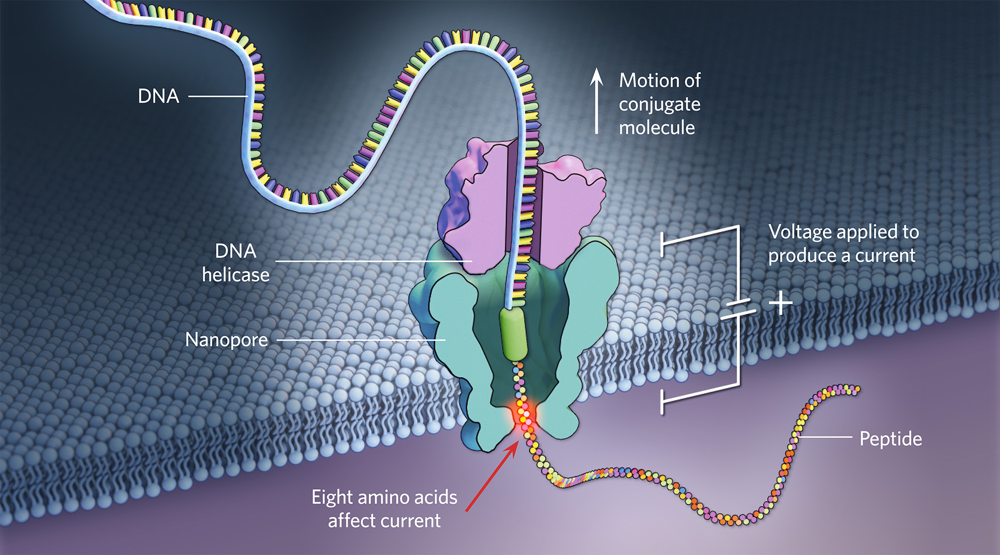 DNA
Motion of
conjugate
molecule
DNA
helicase
Voltage applied to
produce a current
+
Nanopore
Peptide
Eight amino acids
affect current